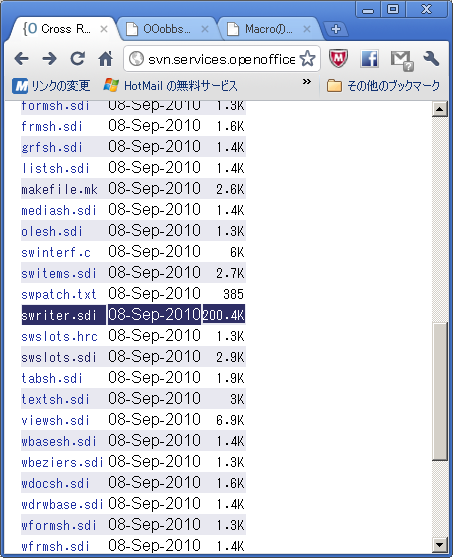 {O Cross R...
OOobbs...
Macroの...
svn.services.openoffice
リンクの変更 HotMail の無料サービス » その他のブックマーク
formsh.sdi 08-Sep-2010 1.3K
frmsh.sdi 08-Sep-2010 1.6K
grfsh.sdi 08-Sep-2010 1.4K
listsh.sdi 08-Sep-2010 1.4K
makefile.mk 08-Sep-2010 2.6K
mediash.sdi 08-Sep-2010 1.4K
olesh.sdi 08-Sep-2010 1.3K
swinterf.c 08-Sep-2010 6K
switems.sdi 08-Sep-2010 2.7K
swpatch.txt 08-Sep-2010 385
swriter.sdi 08-Sep-2010 200.4K
swslots.hrc 08-Sep-2010 1.3K
swslots.sdi 08-Sep-2010 2.9K
tabsh.sdi 08-Sep-2010 1.9K
textsh.sdi 08-Sep-2010 3K
viewsh.sdi 08-Sep-2010 6.9K
wbasesh.sdi 08-Sep-2010 1.4K
wbeziers.sdi 08-Sep-2010 1.3K
wdocsh.sdi 08-Sep-2010 1.6K
wdrwbase.sdi 08-Sep-2010 1.4K
wformsh.sdi 08-Sep-2010 1.3K
wfrmsh.sdi 08-Sep-2010 1.4K